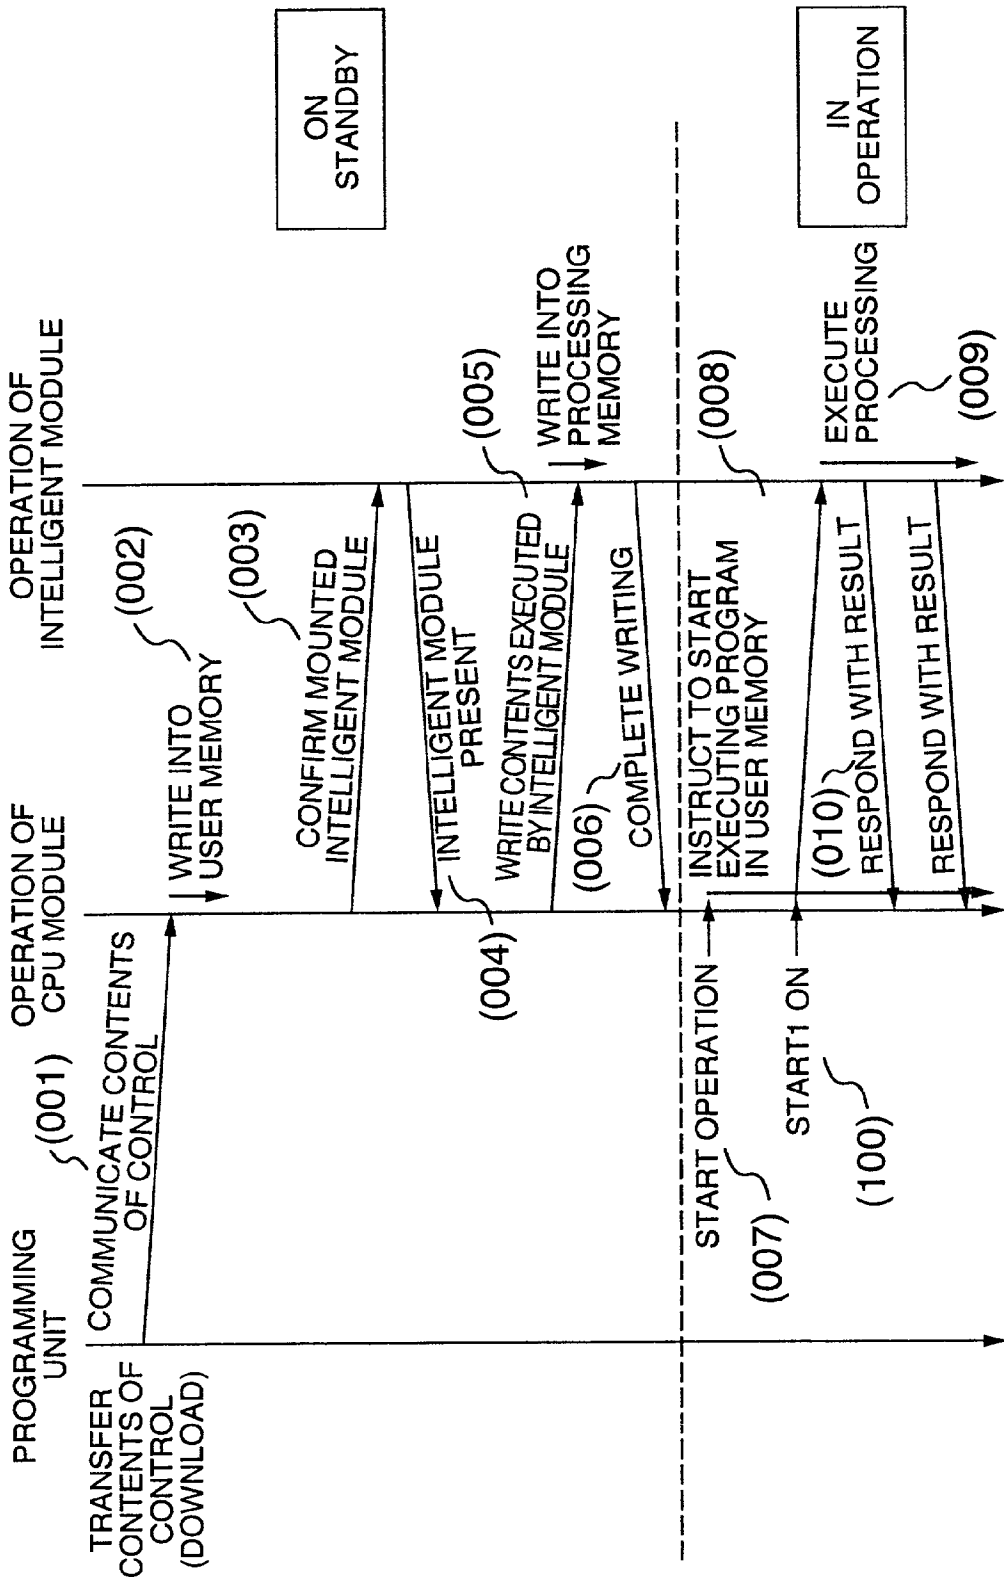 PROGRAMMING
UNIT
OPERATION OF
CPU MODULE
OPERATION OF
INTELLIGENT MODULE
TRANSFER
CONTENTS OF
CONTROL
(DOWNLOAD)
(001)
COMMUNICATE CONTENTS
OF CONTROL
WRITE INTO
USER MEMORY
(002)
(003)
CONFIRM MOUNTED
INTELLIGENT MODULE
INTELLIGENT MODULE
PRESENT
(004)
(005)
WRITE CONTENTS EXECUTED
BY INTELLIGENT MODULE
WRITE INTO
PROCESSING
MEMORY
(006)
COMPLETE WRITING
ON
STANDBY
START OPERATION
(007)
INSTRUCT TO START
EXECUTING PROGRAM
IN USER MEMORY
(008)
START1 ON
(100)
EXECUTE
PROCESSING
(009)
(010)
RESPOND WITH RESULT
RESPOND WITH RESULT
IN
OPERATION